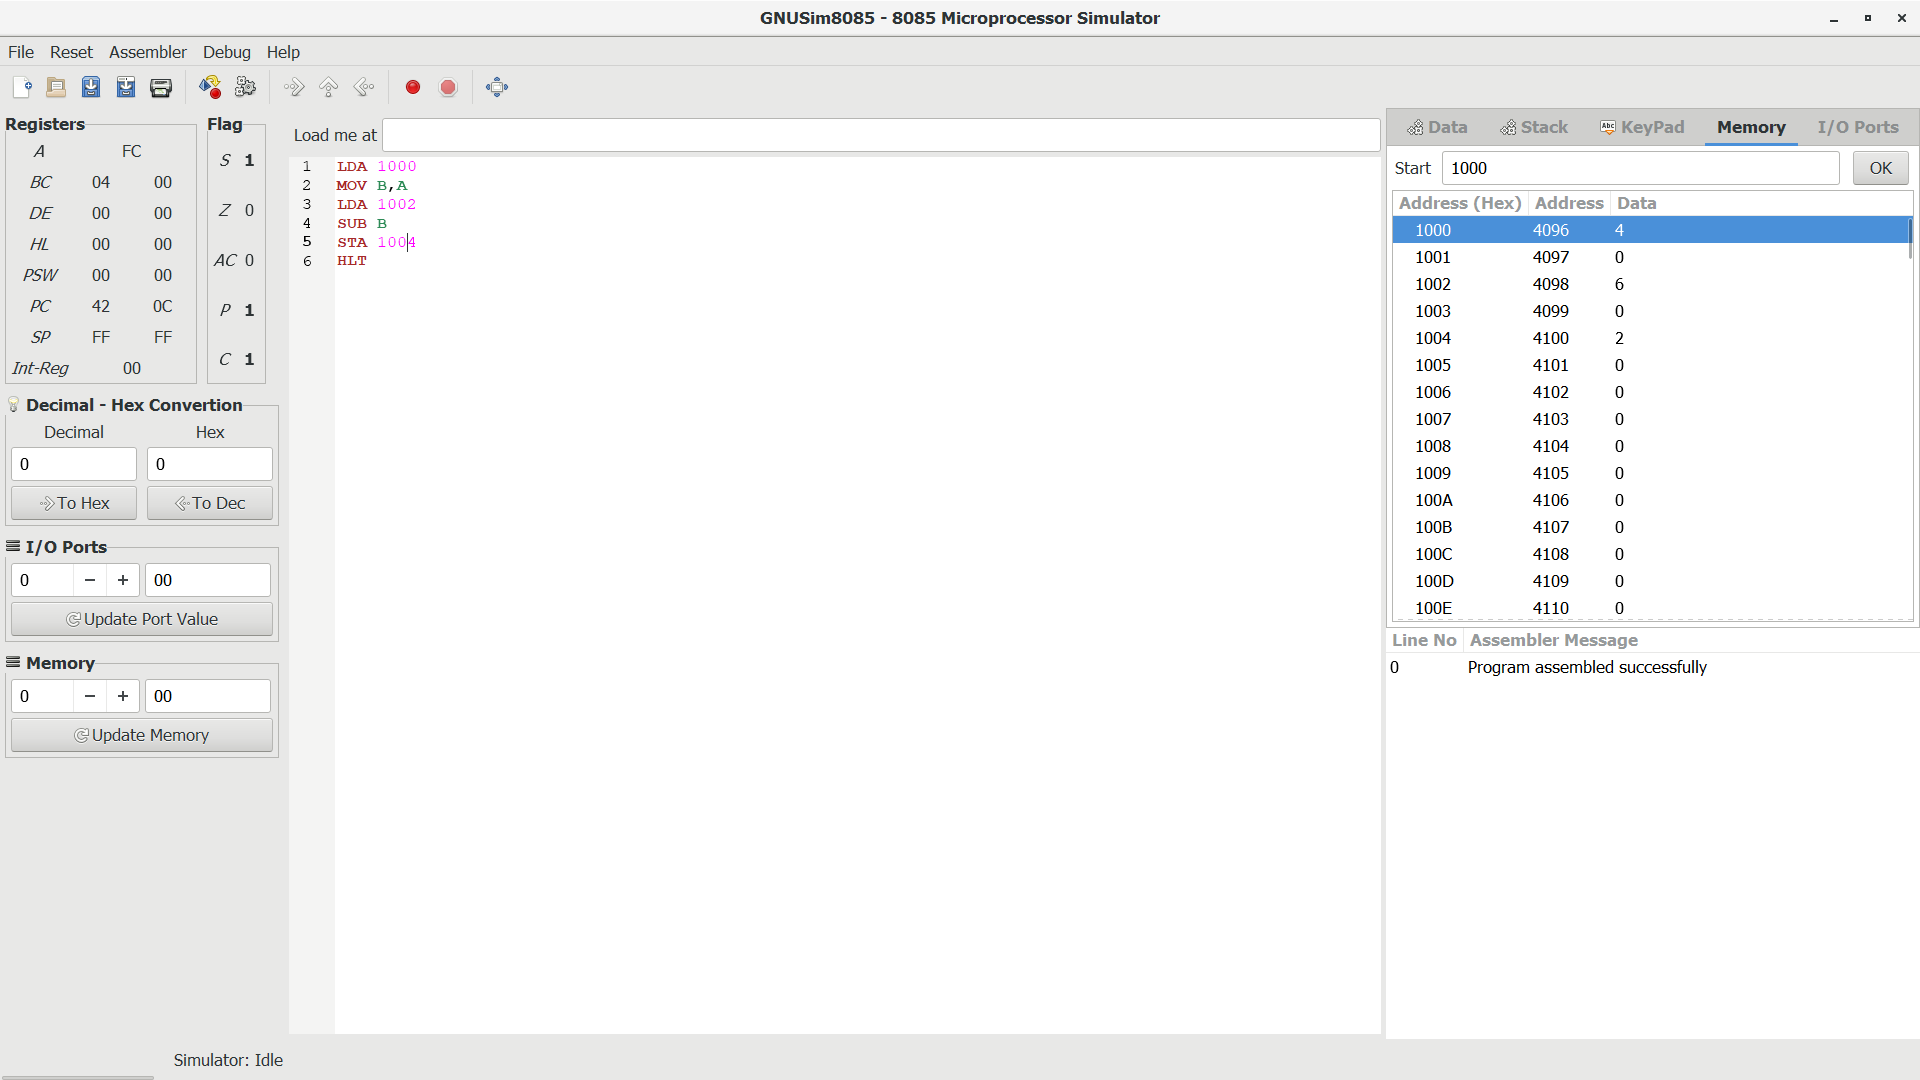 GNUSim8085 - 8085 Microprocessor Simulator
File Reset Assembler Debug Help
Registers
A FC
BC 04 00
DE 00 00
HL 00 00
PSW 00 00
PC 42 0C
SP FF FF
Int-Reg 00
Flag
S 1
Z 0
AC 0
P 1
C 1
Decimal - Hex Convertion
Decimal Hex
0 0
To Hex To Dec
I/O Ports
0 − + 00
Update Port Value
Memory
0 − + 00
Update Memory
Load me at
1 LDA 1000
2 MOV B,A
3 LDA 1002
4 SUB B
5 STA 1004
6 HLT
Data Stack Abc KeyPad Memory I/O Ports
Start 1000 OK
Address (Hex) Address Data
1000 4096 4
1001 4097 0
1002 4098 6
1003 4099 0
1004 4100 2
1005 4101 0
1006 4102 0
1007 4103 0
1008 4104 0
1009 4105 0
100A 4106 0
100B 4107 0
100C 4108 0
100D 4109 0
100E 4110 0
Line No Assembler Message
0 Program assembled successfully
Simulator: Idle